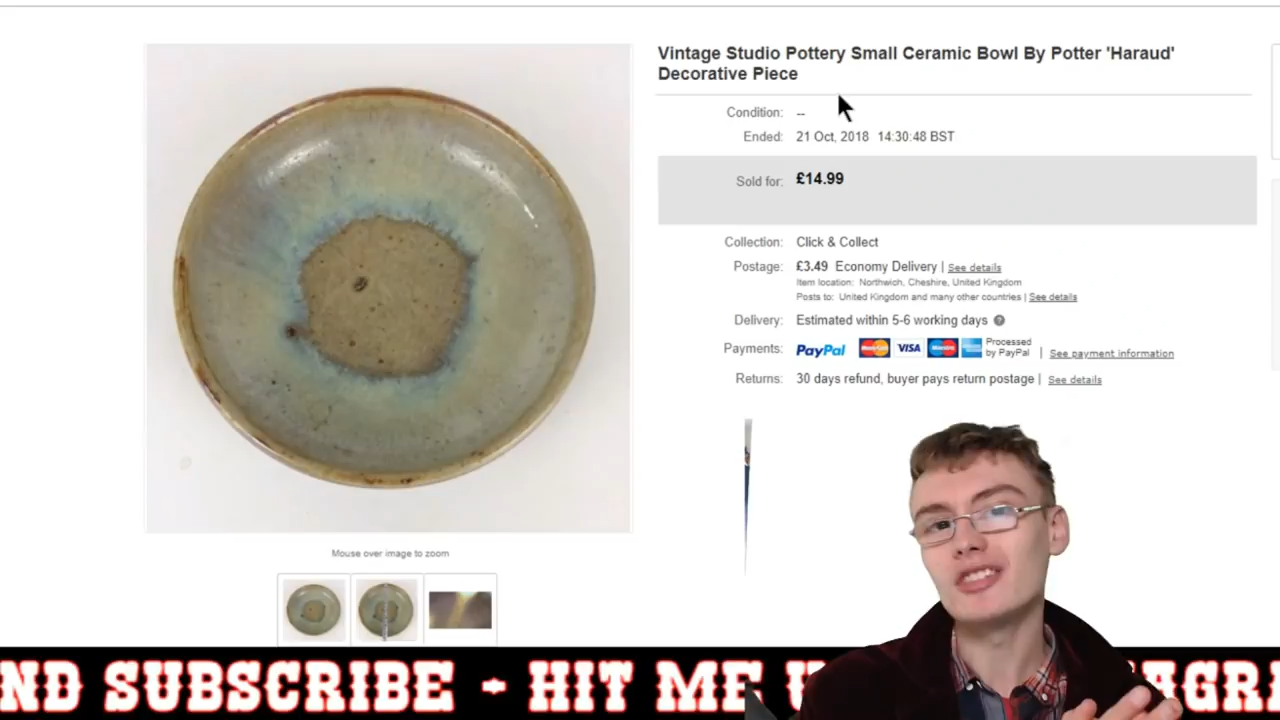 Vintage Studio Pottery Small Ceramic Bowl By Potter 'Haraud'
Decorative Piece
Condition: --
Ended: 21 Oct, 2018 14:30:48 BST
Sold for: £14.99
Collection: Click & Collect
Postage: £3.49 Economy Delivery | See details
Item location: Northwich, Cheshire, United Kingdom
Posts to: United Kingdom and many other countries | See details
Delivery: Estimated within 5-6 working days ?
Payments: PayPal MasterCard VISA Maestro Processed
by PayPal | See payment information
Returns: 30 days refund, buyer pays return postage | See details
Mouse over image to zoom
ND SUBSCRIBE - HIT ME